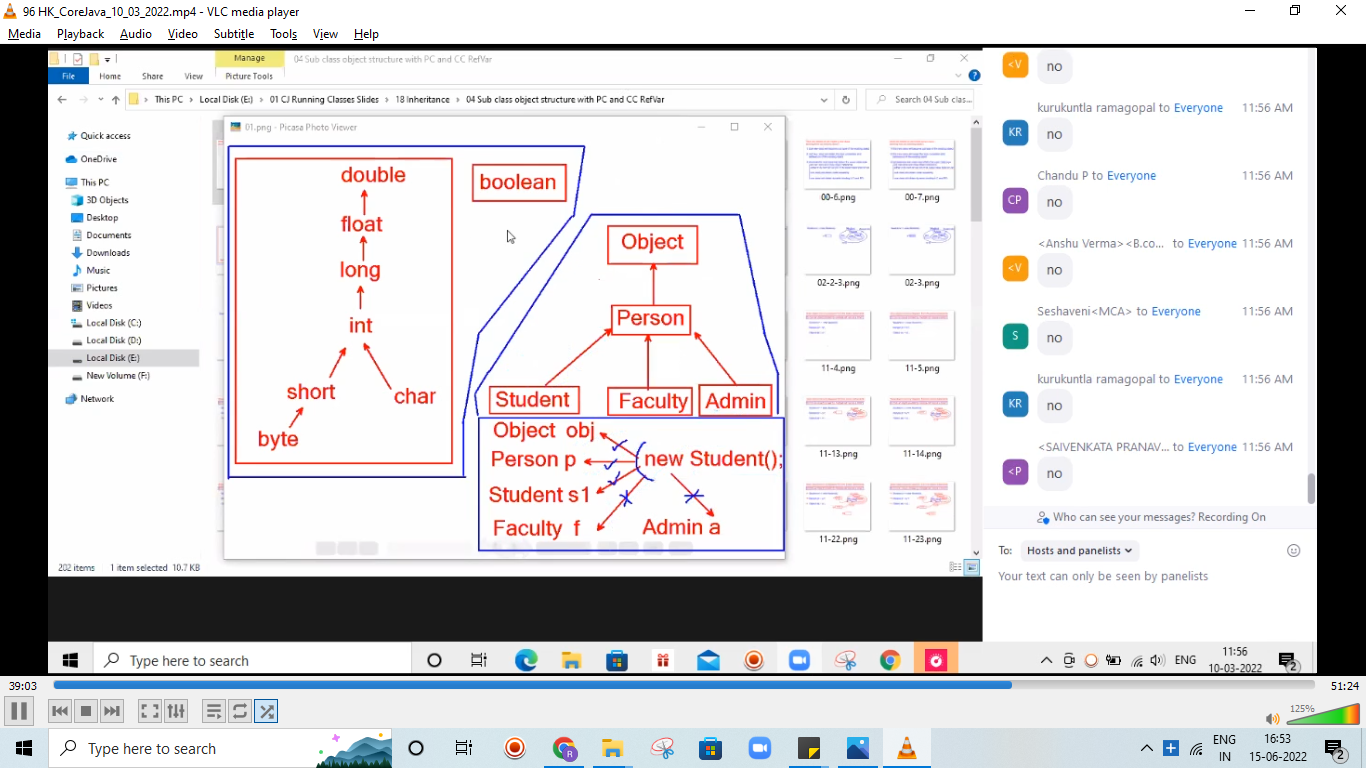 96 HK_CoreJava_10_03_2022.mp4 - VLC media player
Media Playback Audio Video Subtitle Tools View Help
Manage
04 Sub class object structure with PC and CC RefVar
File Home Share View Picture Tools
This PC > Local Disk (E:) > 01 CJ Running Classes Slides > 18 Inheritance > 04 Sub class object structure with PC and CC RefVar
Search 04 Sub clas...
Quick access
OneDrive
This PC
3D Objects
Desktop
Documents
Downloads
Music
Pictures
Videos
Local Disk (C:)
Local Disk (D:)
Local Disk (E:)
New Volume (F:)
Network
01.png - Picasa Photo Viewer
double
float
long
int
short
char
byte
boolean
Object
Person
Student
Faculty
Admin
Object obj
Person p
new Student();
Student s1
Faculty f
Admin a
00-6.png
00-7.png
02-2-3.png
02-3.png
11-4.png
11-5.png
11-13.png
11-14.png
11-22.png
11-23.png
202 items 1 item selected 10.7 KB
<V
no
kurukuntla ramagopal to Everyone 11:56 AM
KR
no
Chandu P to Everyone 11:56 AM
CP
no
<Anshu Verma><B.co... to Everyone 11:56 AM
<V
no
Seshaveni<MCA> to Everyone 11:56 AM
S
no
kurukuntla ramagopal to Everyone 11:56 AM
KR
no
<SAIVENKATA PRANAV... to Everyone 11:56 AM
<P
no
Who can see your messages? Recording On
To: Hosts and panelists
Your text can only be seen by panelists
Type here to search
ENG
11:56
10-03-2022
2
39:03
51:24
125%
Type here to search
R
ENG
IN
16:53
15-06-2022
2